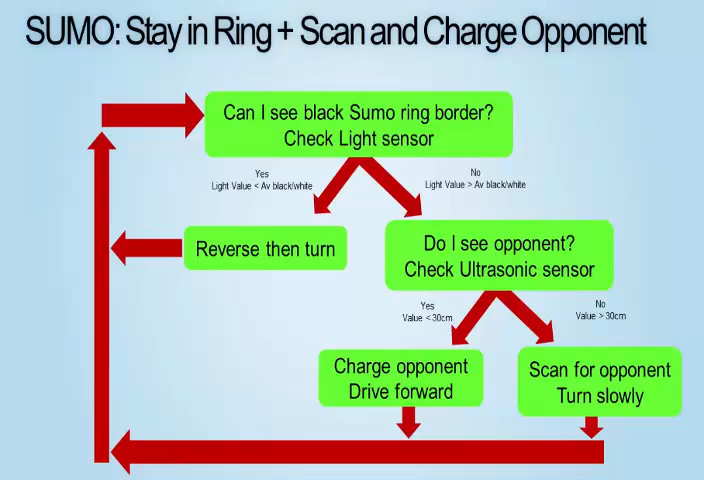 SUMO: Stay in Ring + Scan and Charge Opponent
Can I see black Sumo ring border?
Check Light sensor
Yes
Light Value < Av black/white
No
Light Value > Av black/white
Reverse then turn
Do I see opponent?
Check Ultrasonic sensor
Yes
Value < 30cm
No
Value > 30cm
Charge opponent
Drive forward
Scan for opponent
Turn slowly